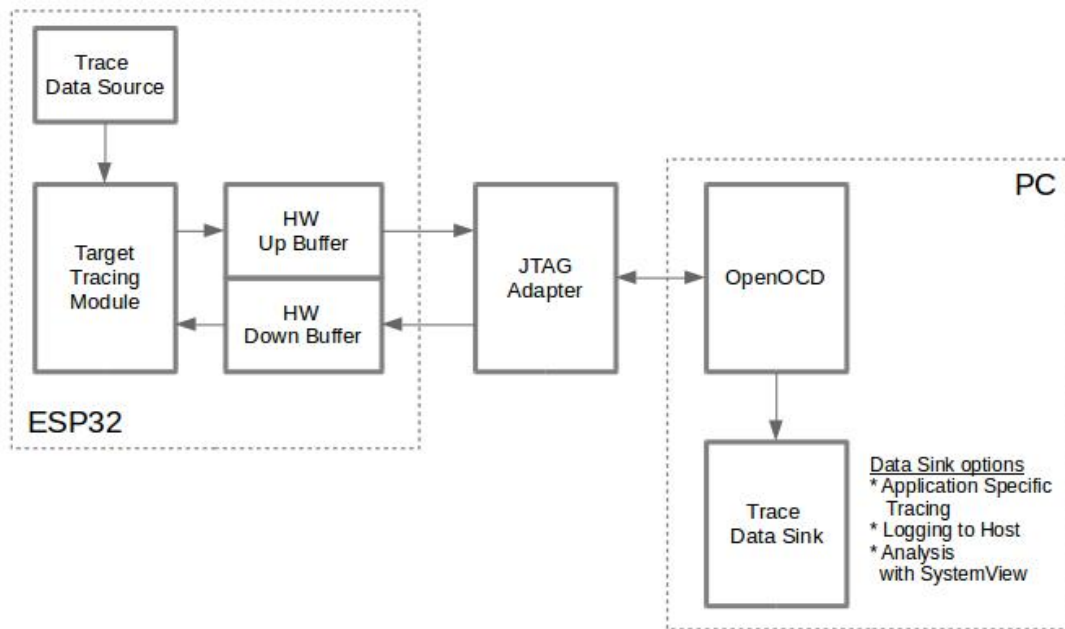 Trace
Data Source
Target
Tracing
Module
HW
Up Buffer
HW
Down Buffer
ESP32
JTAG
Adapter
PC
OpenOCD
Trace
Data Sink
Data Sink options
* Application Specific
Tracing
* Logging to Host
* Analysis
with SystemView